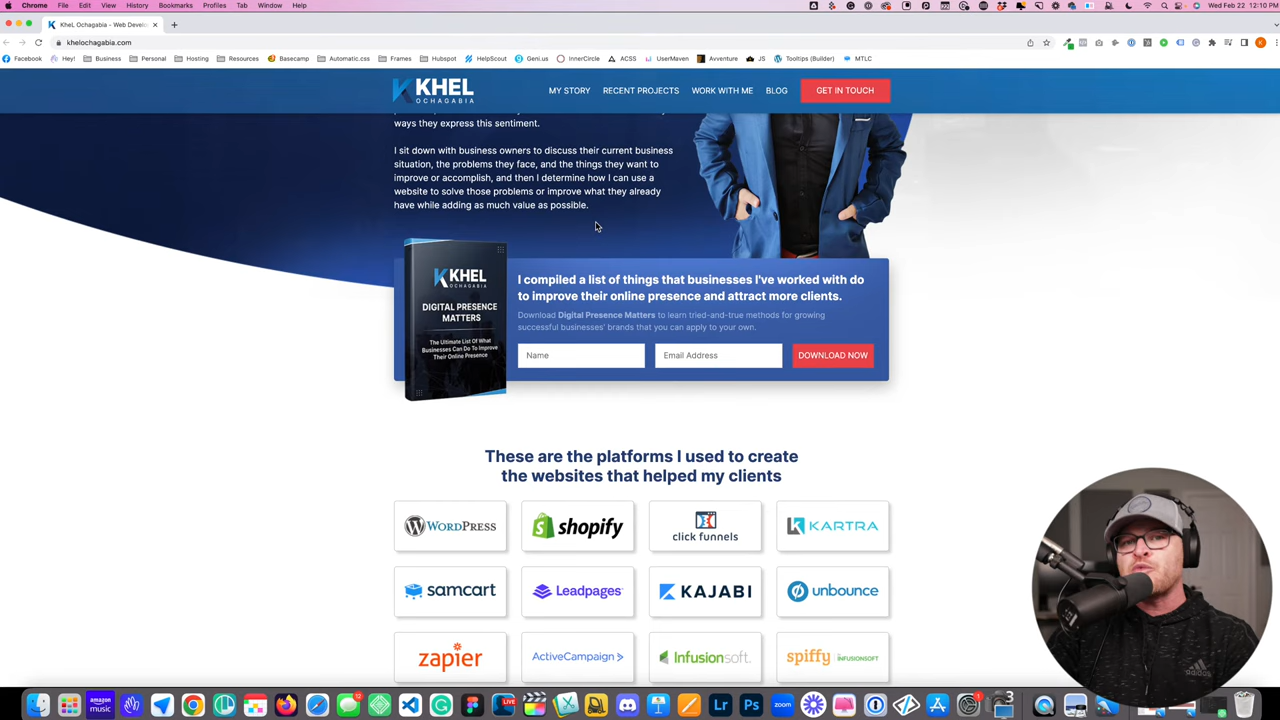 Chrome File Edit View History Bookmarks Profiles Tab Window Help
Wed Feb 22 12:10 PM
KheL Ochagabia - Web Develo
khelochagabia.com
Facebook Hey! Business Personal Hosting Resources Basecamp Automatic.css Frames Hubspot HelpScout Geni.us InnerCircle ACSS UserMaven Avventure JS Tooltips (Builder) MTLC
KHEL
OCHAGABIA
MY STORY RECENT PROJECTS WORK WITH ME BLOG GET IN TOUCH
ways they express this sentiment.
I sit down with business owners to discuss their current business
situation, the problems they face, and the things they want to
improve or accomplish, and then I determine how I can use a
website to solve those problems or improve what they already
have while adding as much value as possible.
KHEL
OCHAGABIA
DIGITAL PRESENCE
MATTERS
The Ultimate List Of What
Businesses Can Do To Improve
Their Online Presence
I compiled a list of things that businesses I've worked with do
to improve their online presence and attract more clients.
Download Digital Presence Matters to learn tried-and-true methods for growing
successful businesses' brands that you can apply to your own.
Name Email Address DOWNLOAD NOW
These are the platforms I used to create
the websites that helped my clients
WORDPRESS shopify click funnels KARTRA
samcart Leadpages KAJABI unbounce
zapier ActiveCampaign Infusionsoft. spiffy
adidas
amazon music LIVE Lr Ps zoom